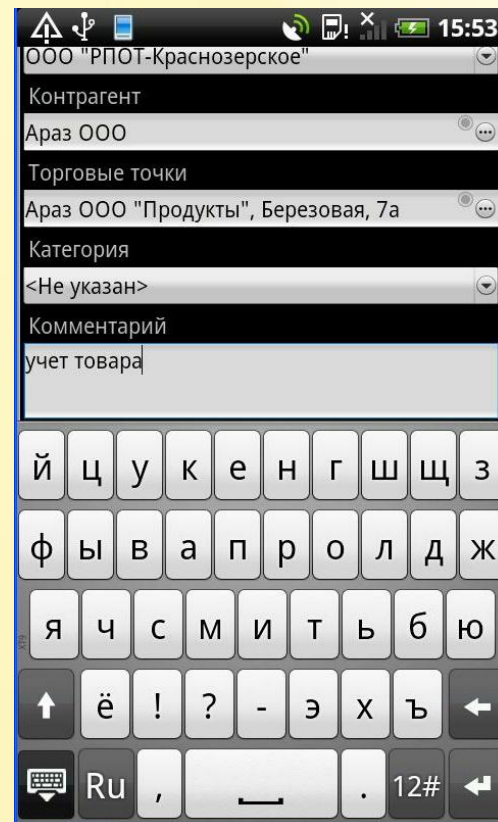 15:53
ООО "РПОТ-Краснозерское"
Контрагент
Араз ООО
Торговые точки
Араз ООО "Продукты", Березовая, 7а
Категория
<Не указан>
Комментарий
учет товара
й ц у к е н г ш щ з
ф ы в а п р о л д ж
я ч с м и т ь б ю
XT9
ё ! ? - э х ъ
Ru , . 12#